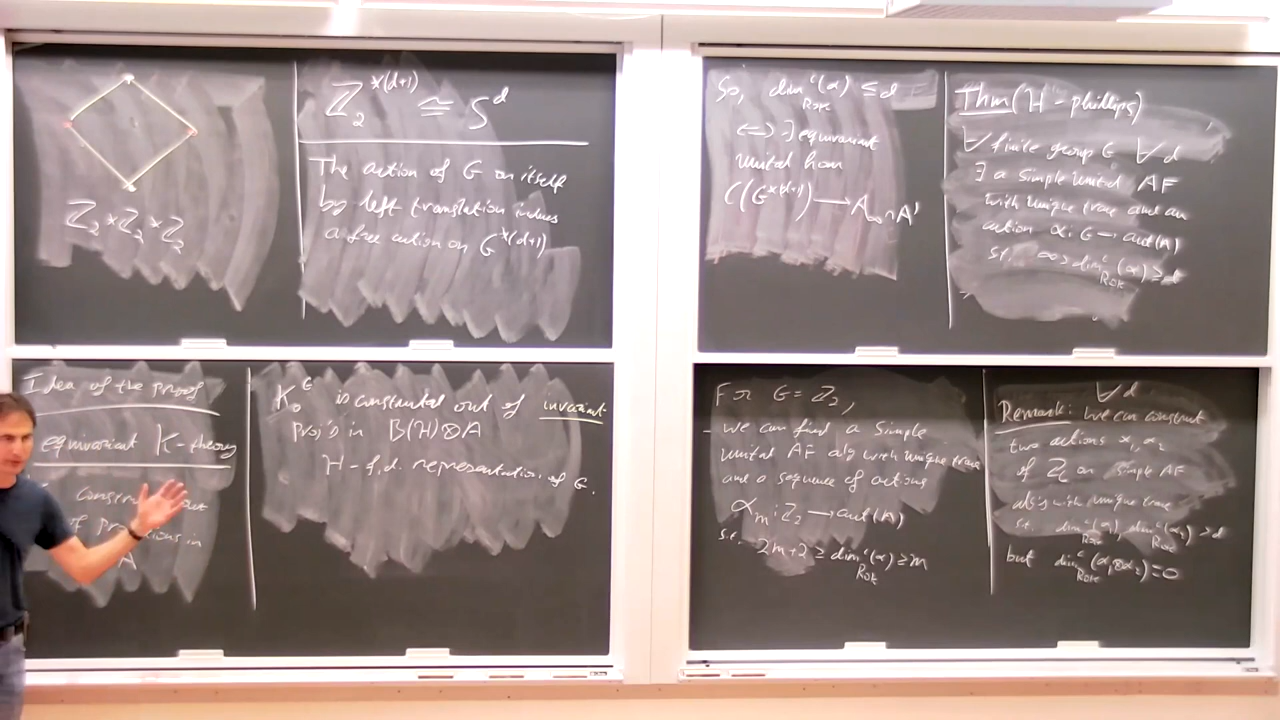 Z₂ * Z₂ * Z₂
Z₂^{*(d+1)} ≅ S^d
The action of G on itself
by left translation induces
a free action on G^{*(d+1)}
So, dim^c_{Rok}(α) ≤ d
⟺ ∃ equivariant
unital hom
C(G^{*(d+1)}) ⟶ A_∞ ∩ A'
Thm (H-phillips)
∀ finite group G ∀ d
∃ a simple unital AF
with unique trace and an
action α: G → aut(A)
s.t. ∞ > dim^c_{Rok}(α) ≥ d
Idea of the proof
equivariant K-theory
in
A
K₀^G is constructed out of invariant
proj's in B(H)⊗A
H - f.d. representation of G.
For G = Z₂,
we can find a simple
unital AF alg with unique trace
and a sequence of actions
α_m: Z₂ → aut(A)
s.t. 2m+2 ≥ dim^c_{Rok}(α) ≥ m
∀ d
Remark: we can construct
two actions α₁, α₂
of Z₂ on simple AF
alg's with unique trace
s.t. dim^c_{Rok}(α₁), dim^c_{Rok}(α₂) > d
but dim^c_{Rok}(α₁⊗α₂) = 0